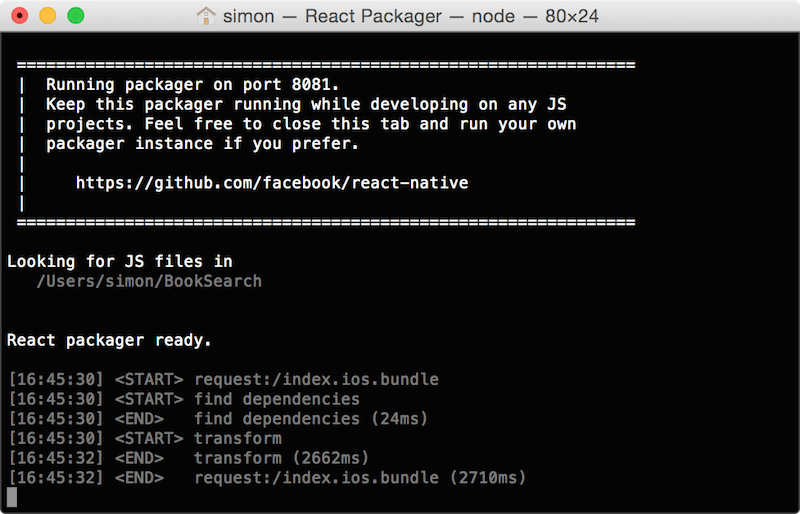 simon — React Packager — node — 80×24
===============================================================
|  Running packager on port 8081.
|  Keep this packager running while developing on any JS
|  projects. Feel free to close this tab and run your own
|  packager instance if you prefer.
|
|     https://github.com/facebook/react-native
|
===============================================================
Looking for JS files in
/Users/simon/BookSearch
React packager ready.
[16:45:30] <START> request:/index.ios.bundle
[16:45:30] <START> find dependencies
[16:45:30] <END>   find dependencies (24ms)
[16:45:30] <START> transform
[16:45:32] <END>   transform (2662ms)
[16:45:32] <END>   request:/index.ios.bundle (2710ms)